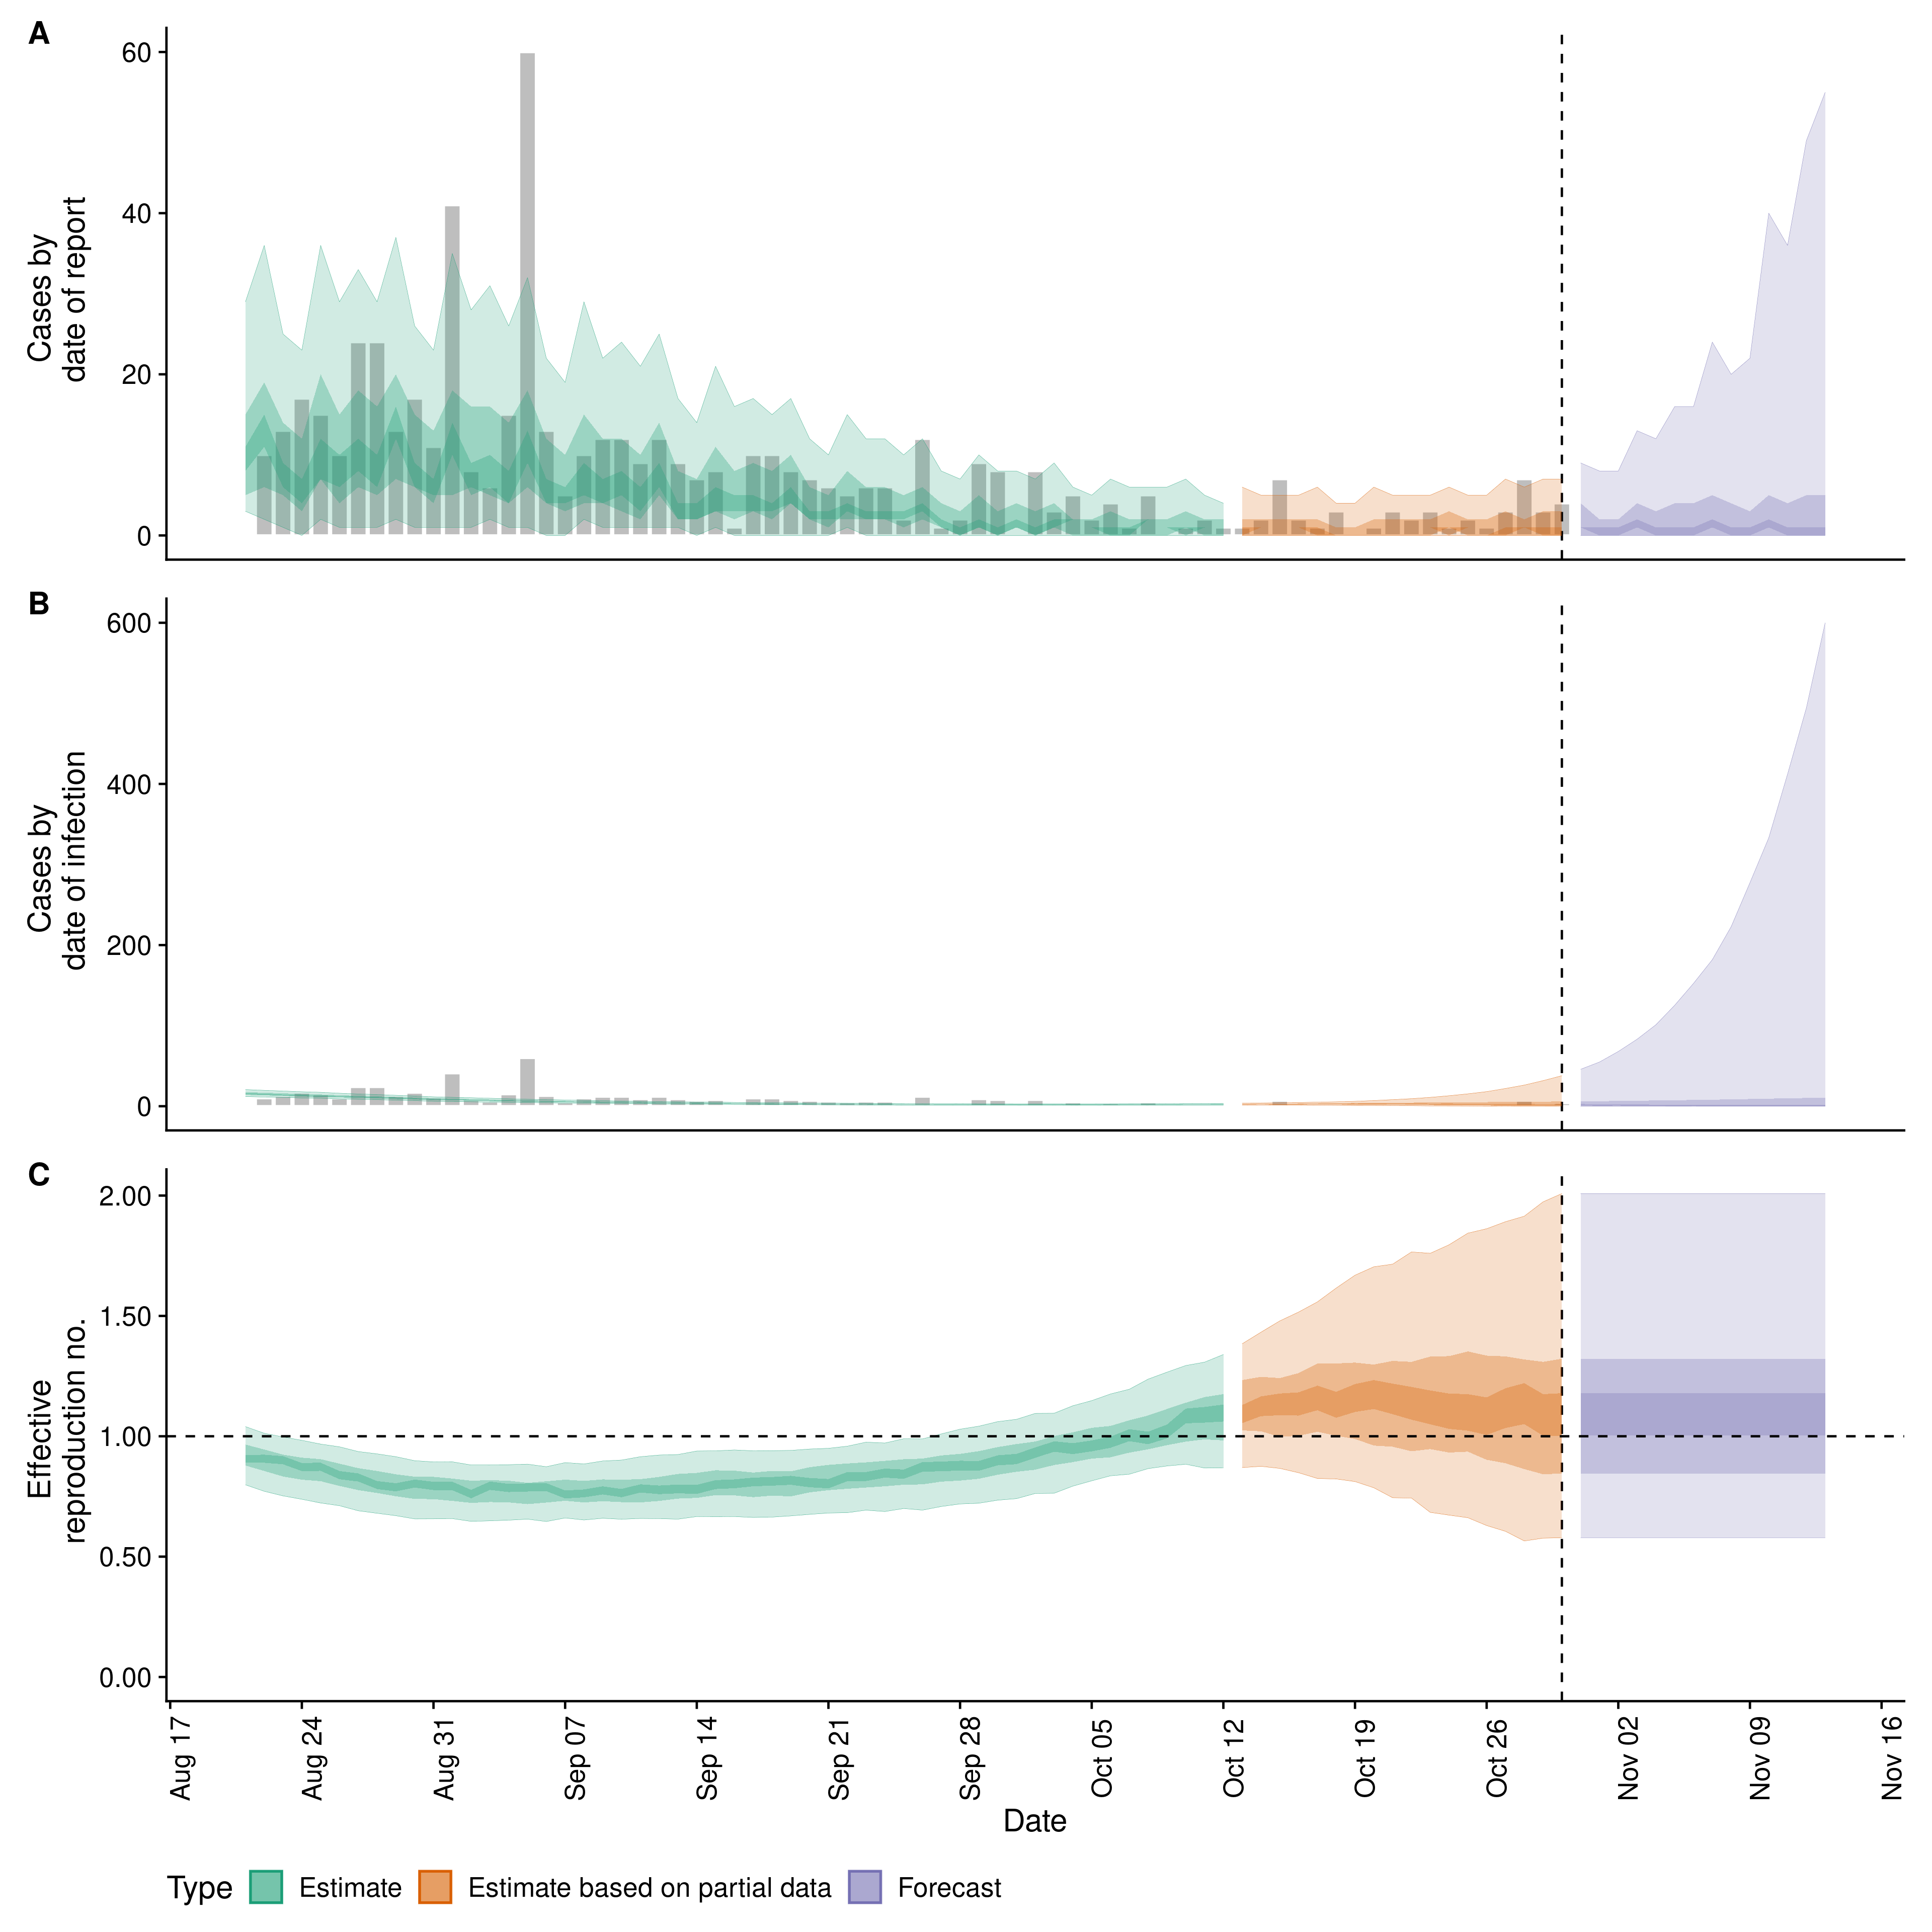 A
60
40
20
0
Cases by
date of report
B
600
400
200
0
Cases by
date of infection
C
2.00
1.50
1.00
0.50
0.00
Effective
reproduction no.
Aug 17
Aug 24
Aug 31
Sep 07
Sep 14
Sep 21
Sep 28
Oct 05
Oct 12
Oct 19
Oct 26
Nov 02
Nov 09
Nov 16
Date
Type Estimate Estimate based on partial data Forecast